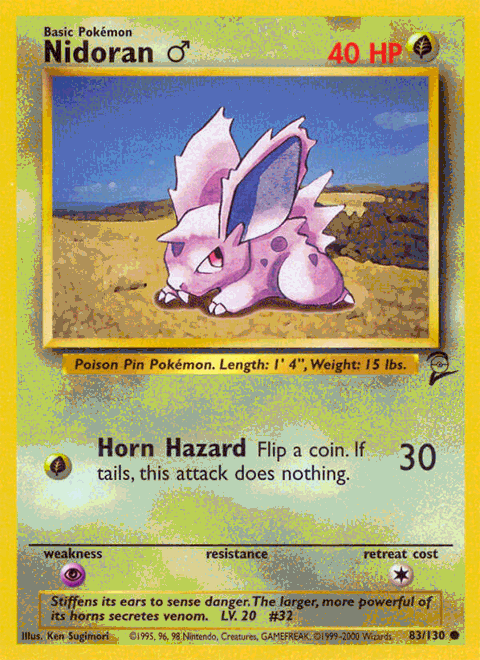 Basic Pokémon
Nidoran ♂ 40 HP
Poison Pin Pokémon. Length: 1' 4", Weight: 15 lbs.
Horn Hazard Flip a coin. If
tails, this attack does nothing.
30
weakness resistance retreat cost
Stiffens its ears to sense danger. The larger, more powerful of
its horns secretes venom. LV. 20 #32
Illus. Ken Sugimori ©1995, 96, 98 Nintendo, Creatures, GAMEFREAK. ©1999-2000 Wizards. 83/130 ●